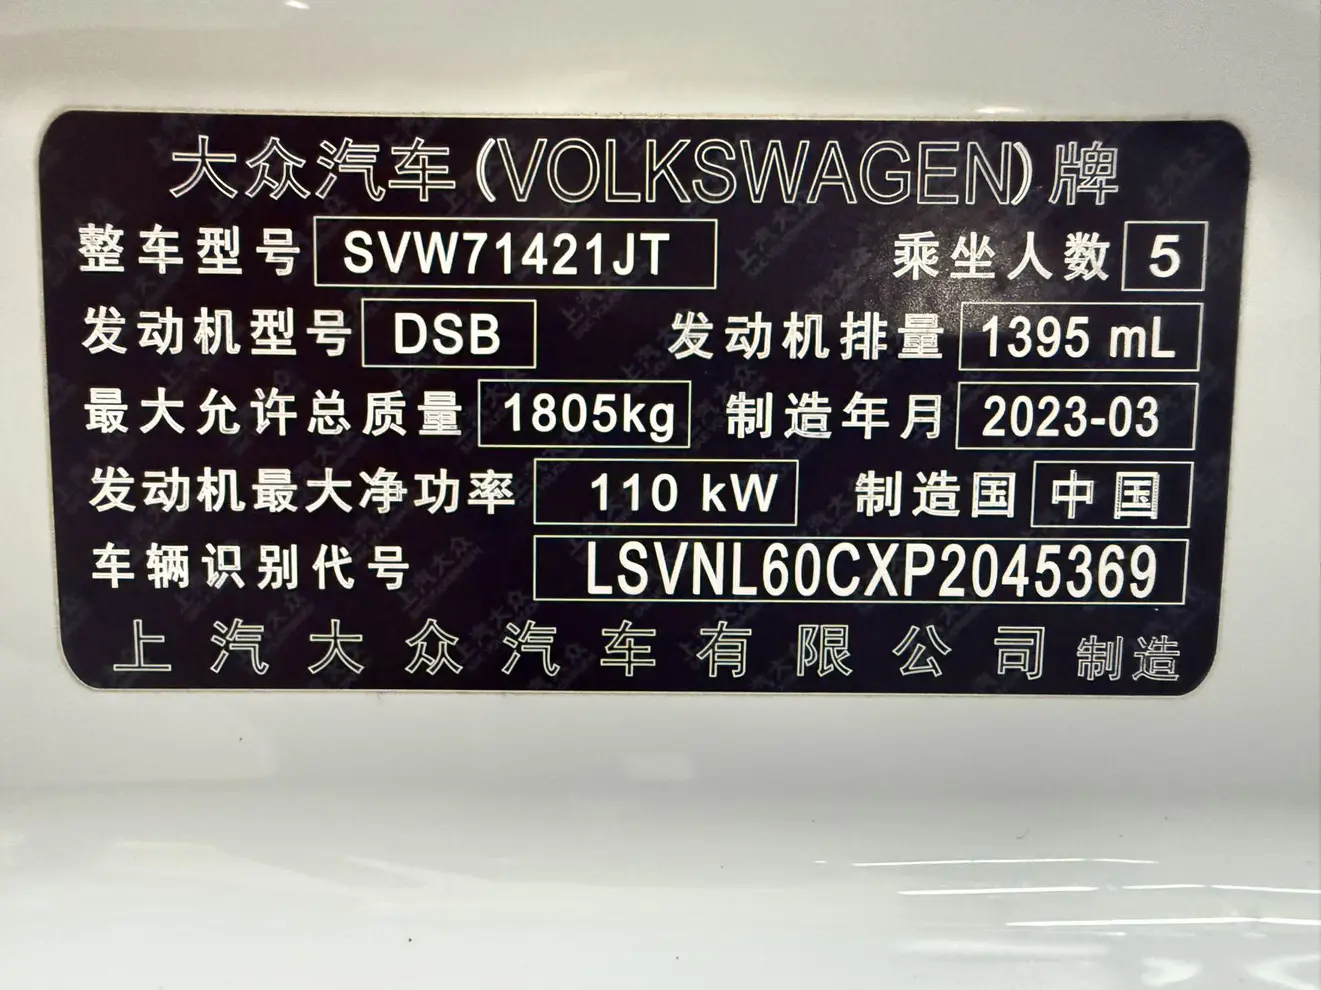 大众汽车(VOLKSWAGEN)牌
整车型号 SVW71421JT 乘坐人数 5
发动机型号 DSB 发动机排量 1395 mL
最大允许总质量 1805kg 制造年月 2023-03
发动机最大净功率 110 kW 制造国 中国
车辆识别代号 LSVNL60CXP2045369
上汽大众汽车有限公司 制造